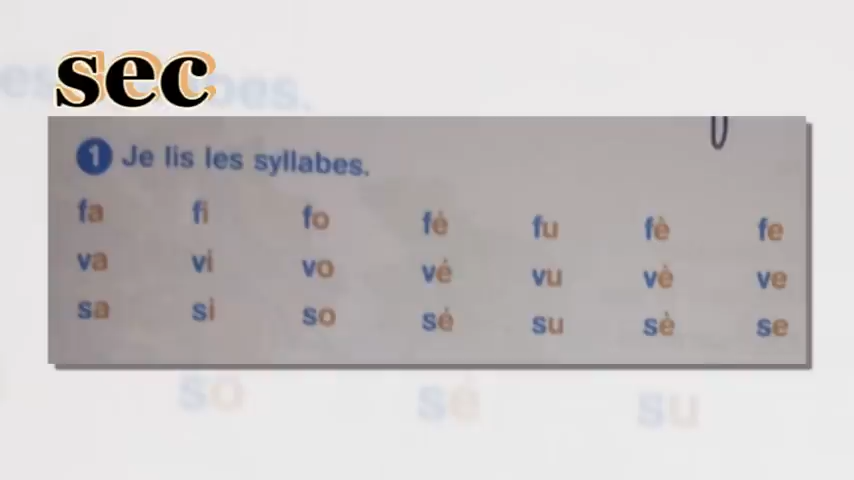 sec
1 Je lis les syllabes.
fa fi fo fé fu fè fe
va vi vo vé vu vè ve
sa si so sé su sè se